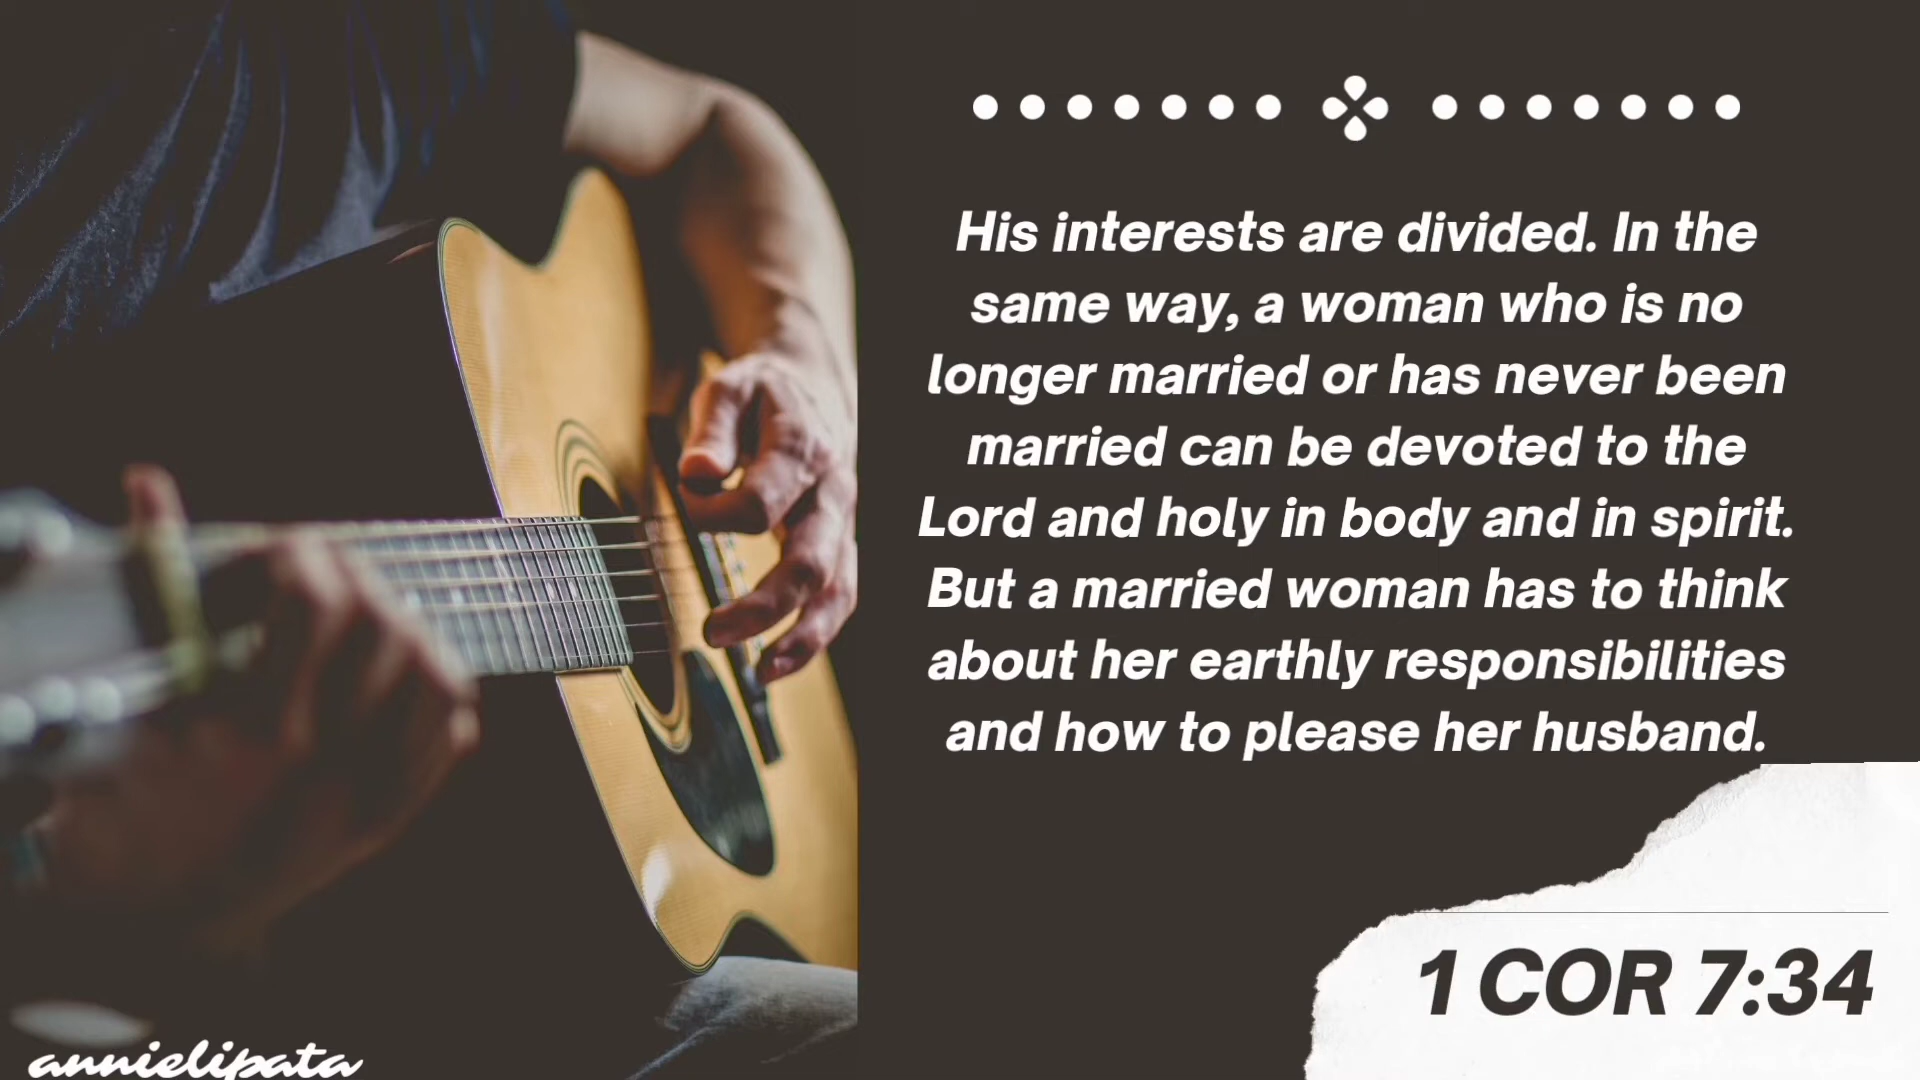 His interests are divided. In the
same way, a woman who is no
longer married or has never been
married can be devoted to the
Lord and holy in body and in spirit.
But a married woman has to think
about her earthly responsibilities
and how to please her husband.
1 COR 7:34
annielipata